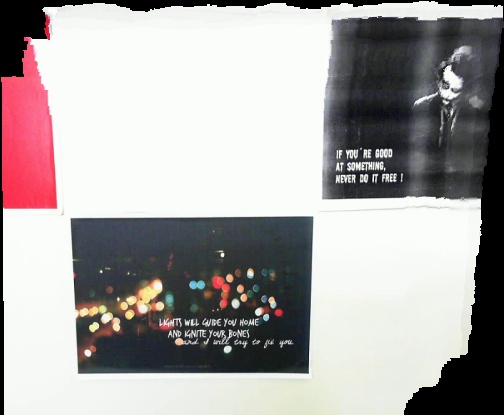 IF YOU'RE GOOD
AT SOMETHING,
NEVER DO IT FREE !
LIGHTS WILL GUIDE YOU HOME
AND IGNITE YOUR BONES
and I will try to fix you